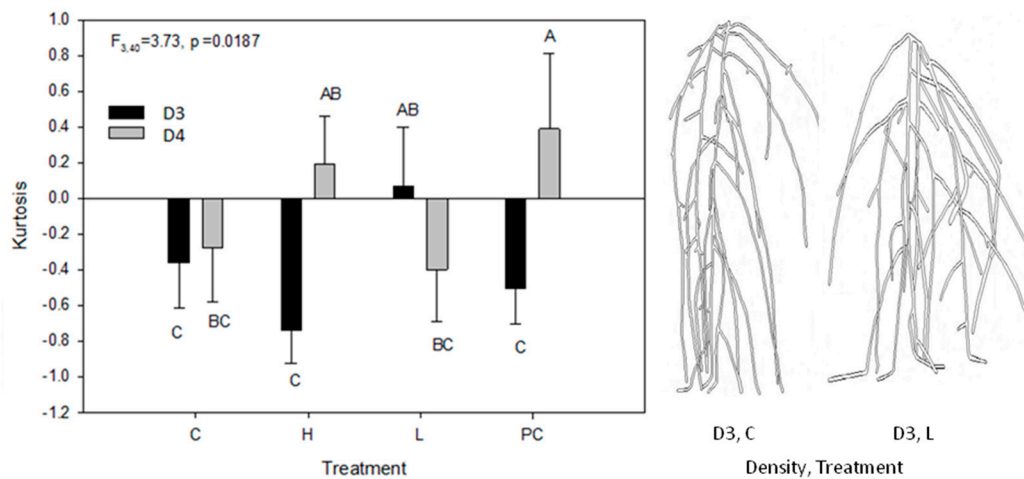 F3,40=3.73, p =0.0187
D3
D4
Kurtosis
1.0
0.8
0.6
0.4
0.2
0.0
-0.2
-0.4
-0.6
-0.8
-1.0
-1.2
C
BC
C
AB
AB
BC
C
A
C
H
L
PC
Treatment
D3, C
D3, L
Density, Treatment